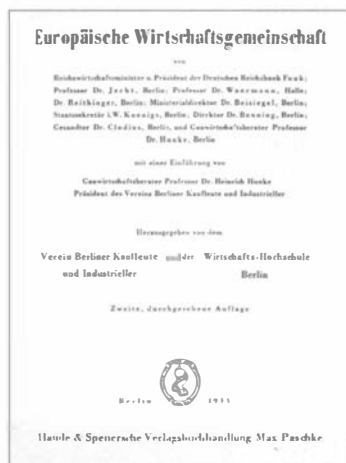 Europäische Wirtschaftsgemeinschaft
von
Reichswirtschaftsminister u. Präsident der Deutschen Reichsbank Funk;
Professor Dr. Jecht, Berlin; Professor Dr. Woermann, Halle;
Dr. Reithinger, Berlin; Ministerialdirektor Dr. Beisiegel, Berlin;
Staatssekretär i.W. Koenigs, Berlin; Direktor Dr. Benning, Berlin;
Gesandter Dr. Clodius, Berlin, und Gauwirtschaftsberater Professor
Dr. Hunke, Berlin
mit einer Einführung von
Gauwirtschaftsberater Professor Dr. Heinrich Hunke
Präsident des Vereins Berliner Kaufleute und Industrieller
Herausgegeben von dem
Verein Berliner Kaufleute und der Wirtschafts-Hochschule
und Industrieller Berlin
Zweite, durchgesehene Auflage
Berlin
Haude & Spenersche Verlagsbuchhandlung Max Paschke